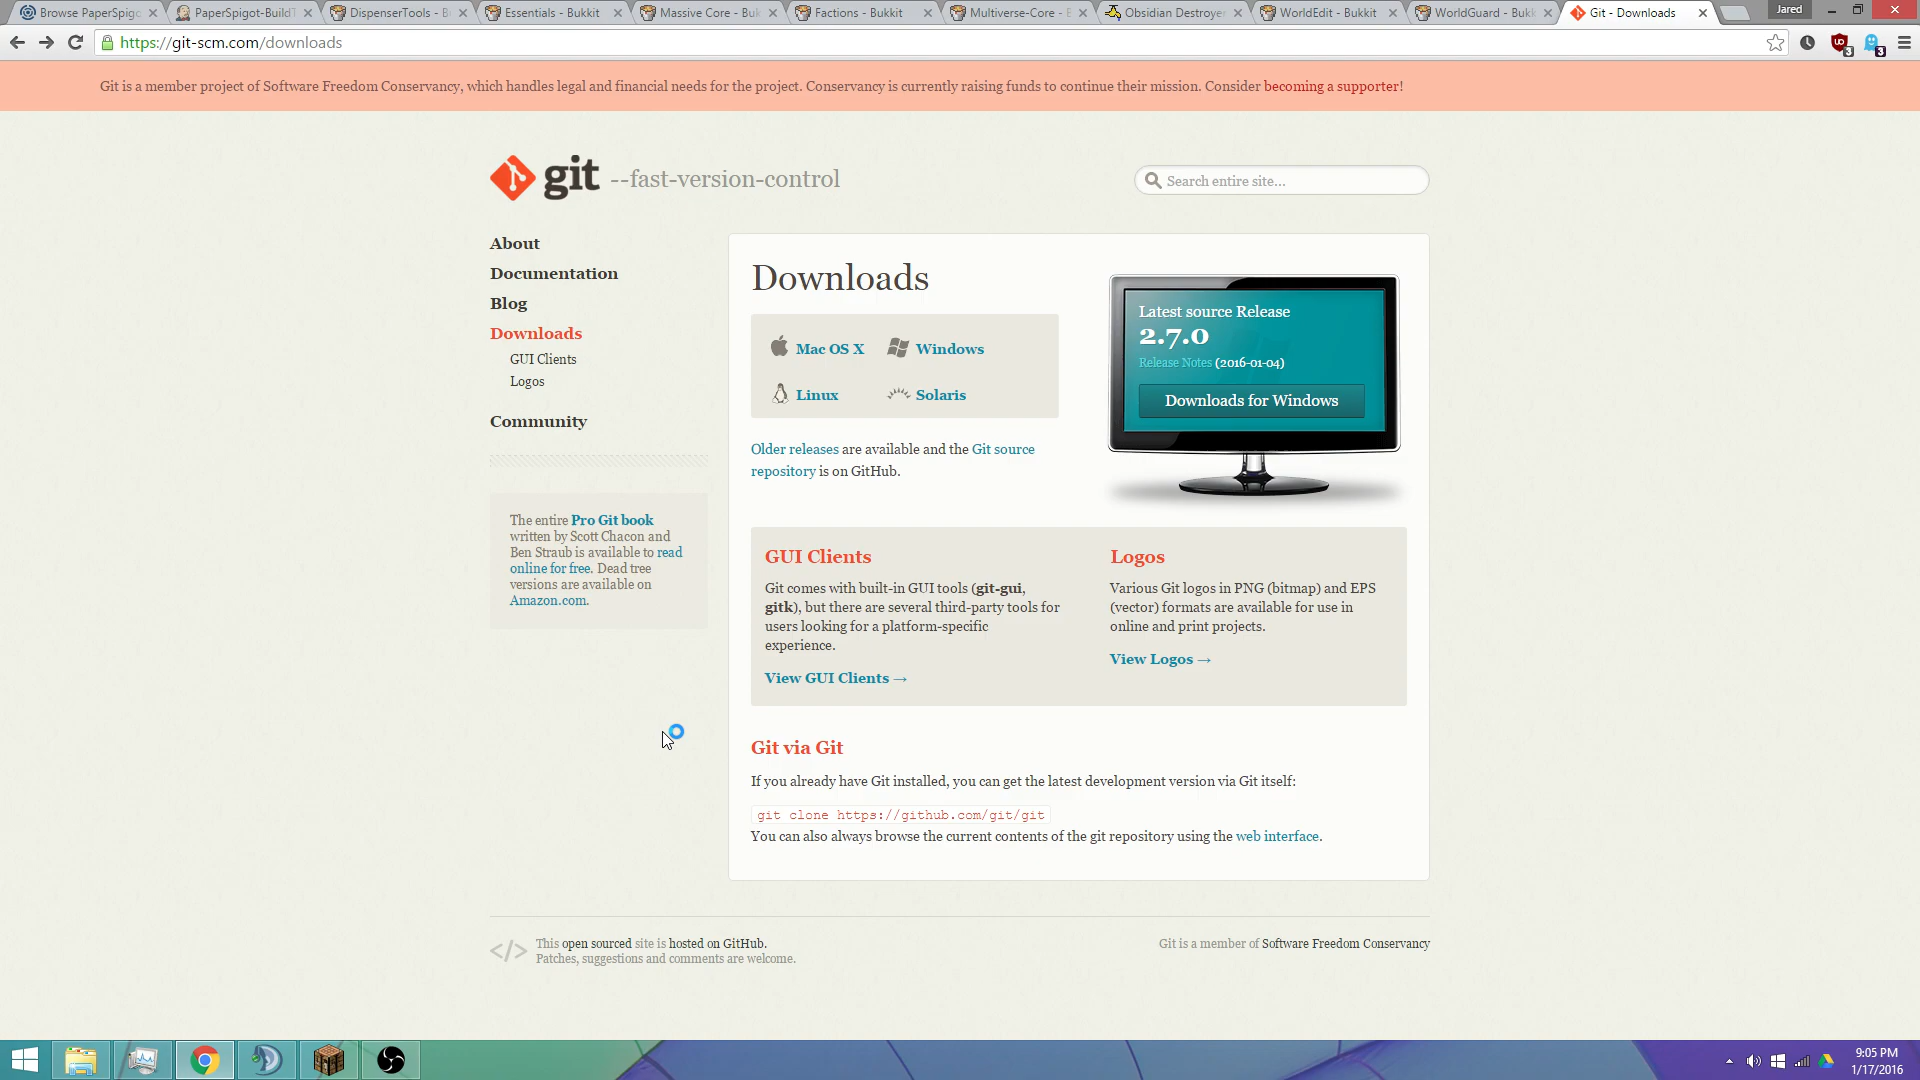 Browse PaperSpigo
PaperSpigot-BuildT
DispenserTools - B
Essentials - Bukkit
Massive Core - Buk
Factions - Bukkit
Multiverse-Core - B
Obsidian Destroyer
WorldEdit - Bukkit
WorldGuard - Bukk
Git - Downloads
Jared
https://git-scm.com/downloads
Git is a member project of Software Freedom Conservancy, which handles legal and financial needs for the project. Conservancy is currently raising funds to continue their mission. Consider becoming a supporter!
git --fast-version-control
Search entire site...
About
Documentation
Blog
Downloads
GUI Clients
Logos
Community
The entire Pro Git book
written by Scott Chacon and
Ben Straub is available to read
online for free. Dead tree
versions are available on
Amazon.com.
Downloads
Mac OS X
Windows
Linux
Solaris
Older releases are available and the Git source
repository is on GitHub.
Latest source Release
2.7.0
Release Notes (2016-01-04)
Downloads for Windows
GUI Clients
Git comes with built-in GUI tools (git-gui,
gitk), but there are several third-party tools for
users looking for a platform-specific
experience.
View GUI Clients →
Logos
Various Git logos in PNG (bitmap) and EPS
(vector) formats are available for use in
online and print projects.
View Logos →
Git via Git
If you already have Git installed, you can get the latest development version via Git itself:
git clone https://github.com/git/git
You can also always browse the current contents of the git repository using the web interface.
</> This open sourced site is hosted on GitHub.
Patches, suggestions and comments are welcome.
Git is a member of Software Freedom Conservancy
9:05 PM
1/17/2016